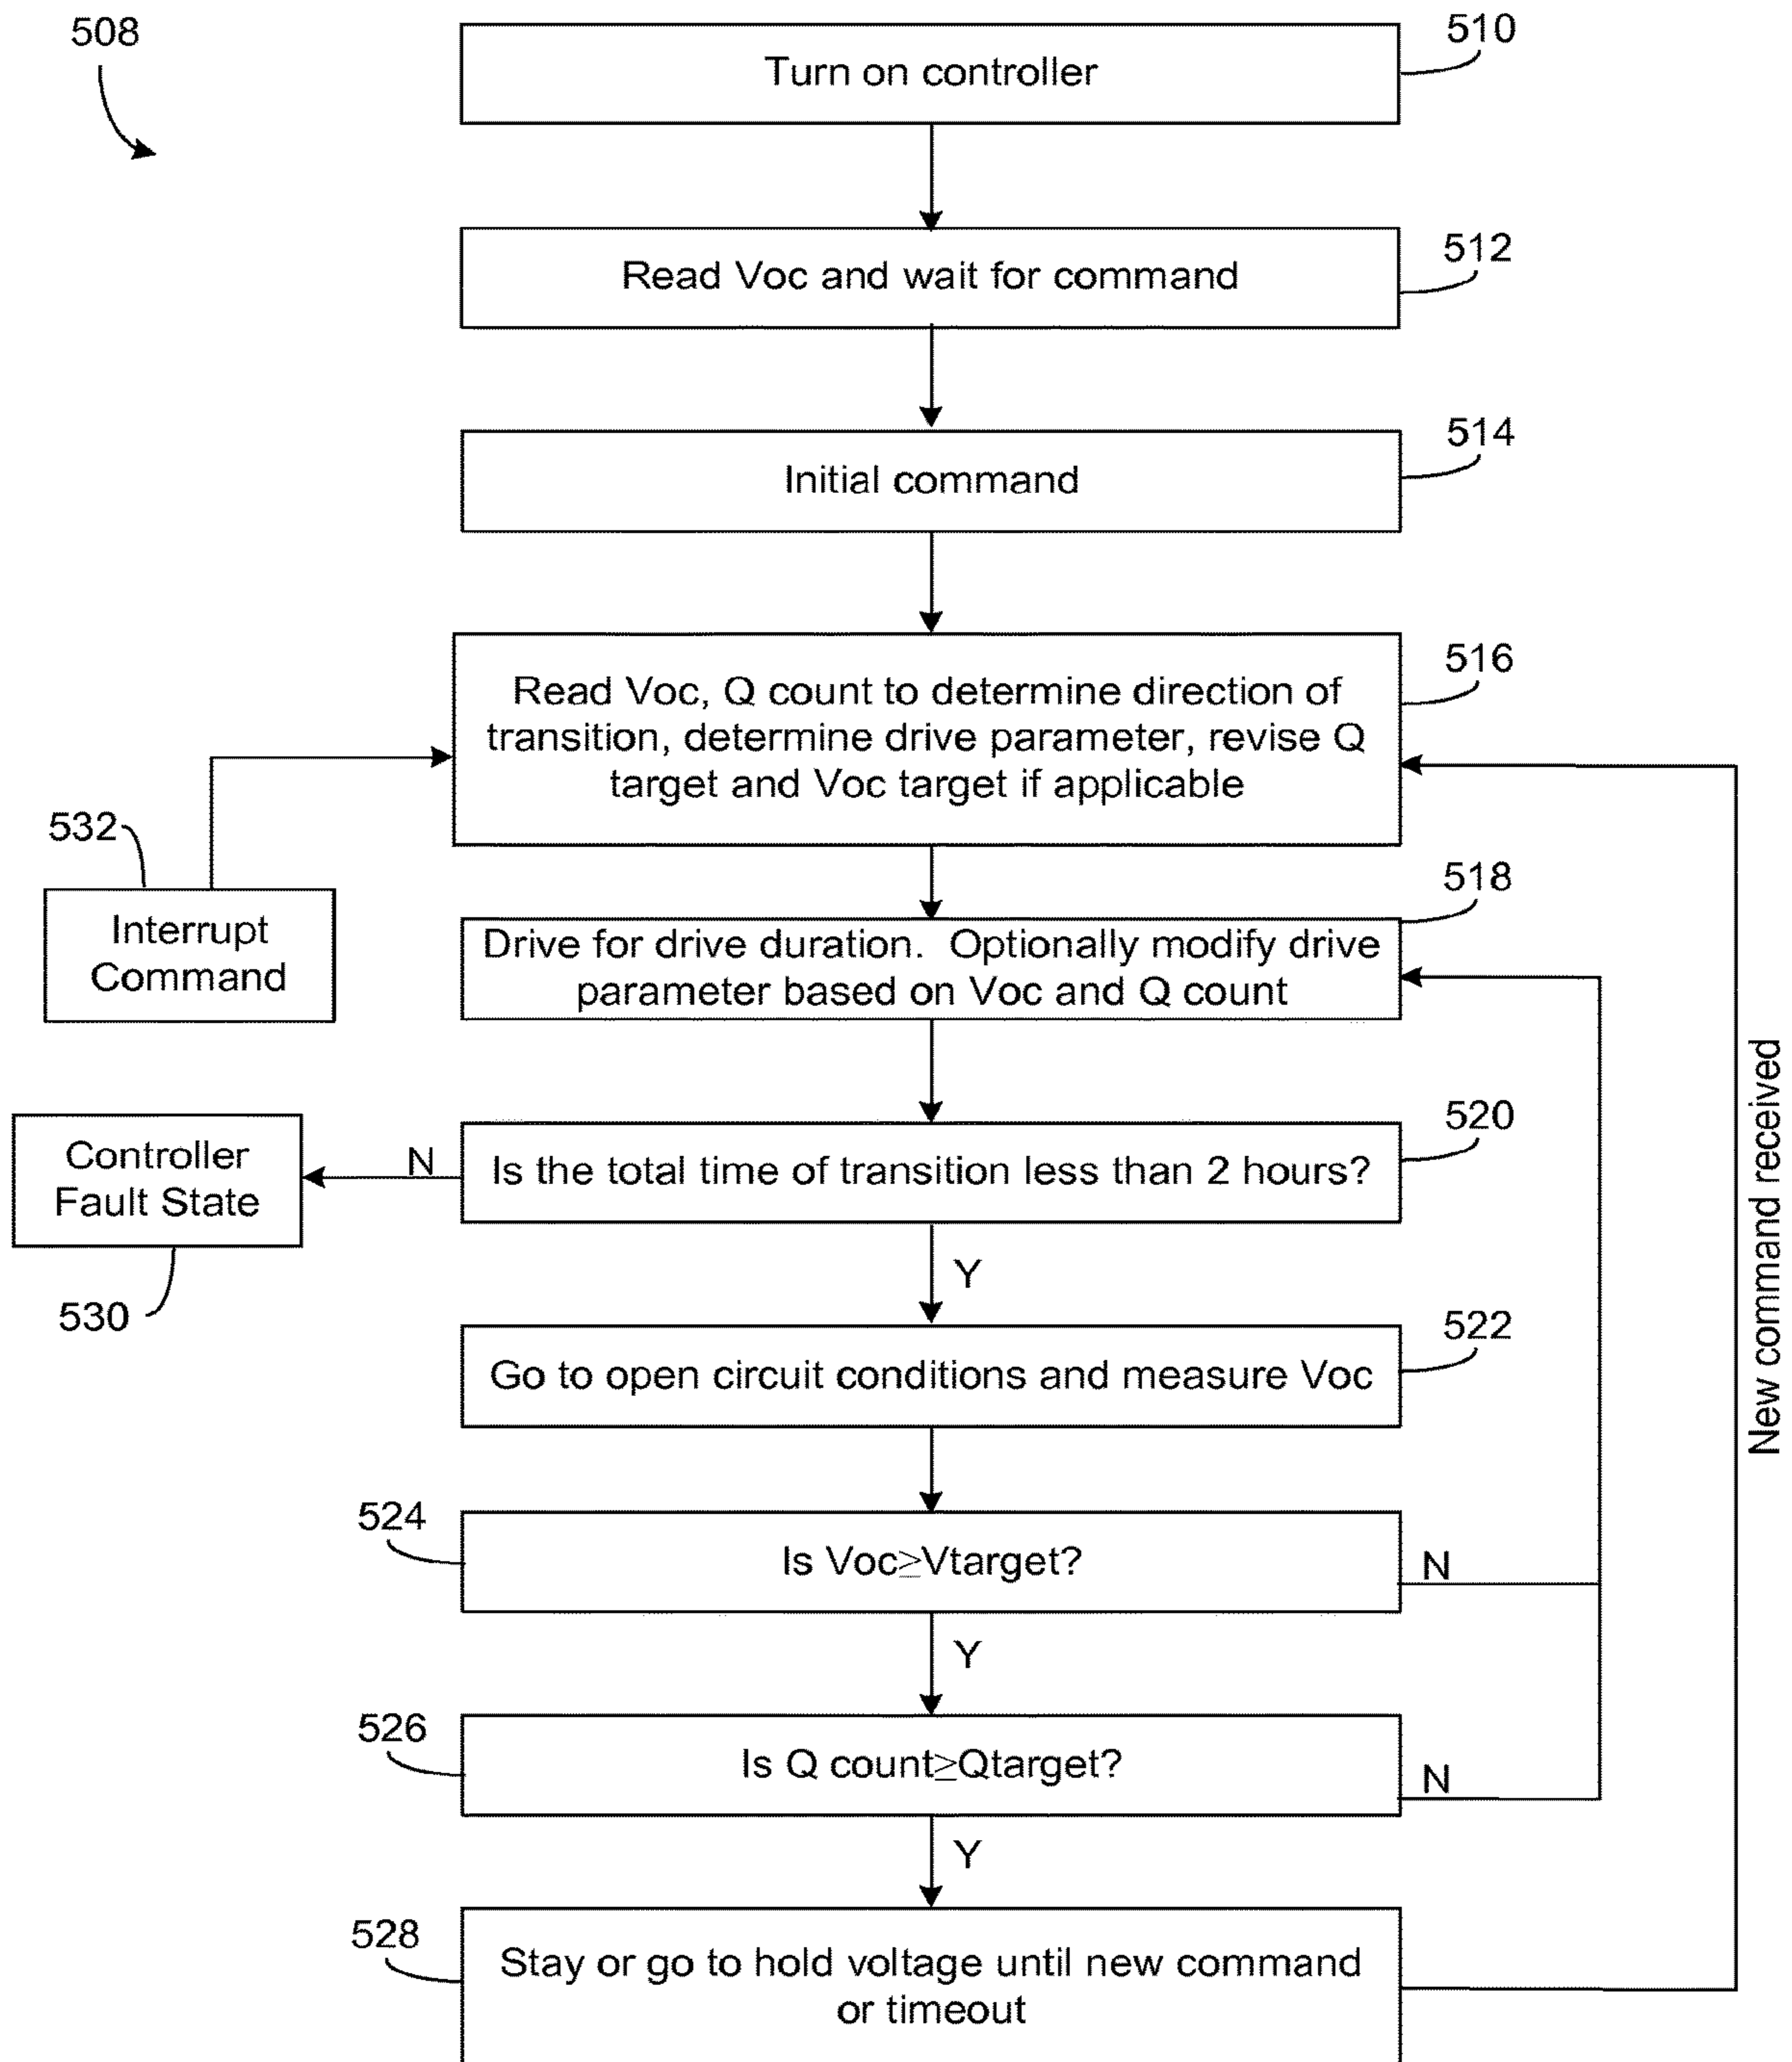 508
510
Turn on controller
512
Read Voc and wait for command
514
Initial command
516
Read Voc, Q count to determine direction of
transition, determine drive parameter, revise Q
target and Voc target if applicable
532
Interrupt
Command
518
Drive for drive duration. Optionally modify drive
parameter based on Voc and Q count
New command received
520
Controller
Fault State
N
Is the total time of transition less than 2 hours?
530
Y
522
Go to open circuit conditions and measure Voc
524
Is Voc≥Vtarget?
N
Y
526
Is Q count≥Qtarget?
N
Y
528
Stay or go to hold voltage until new command
or timeout